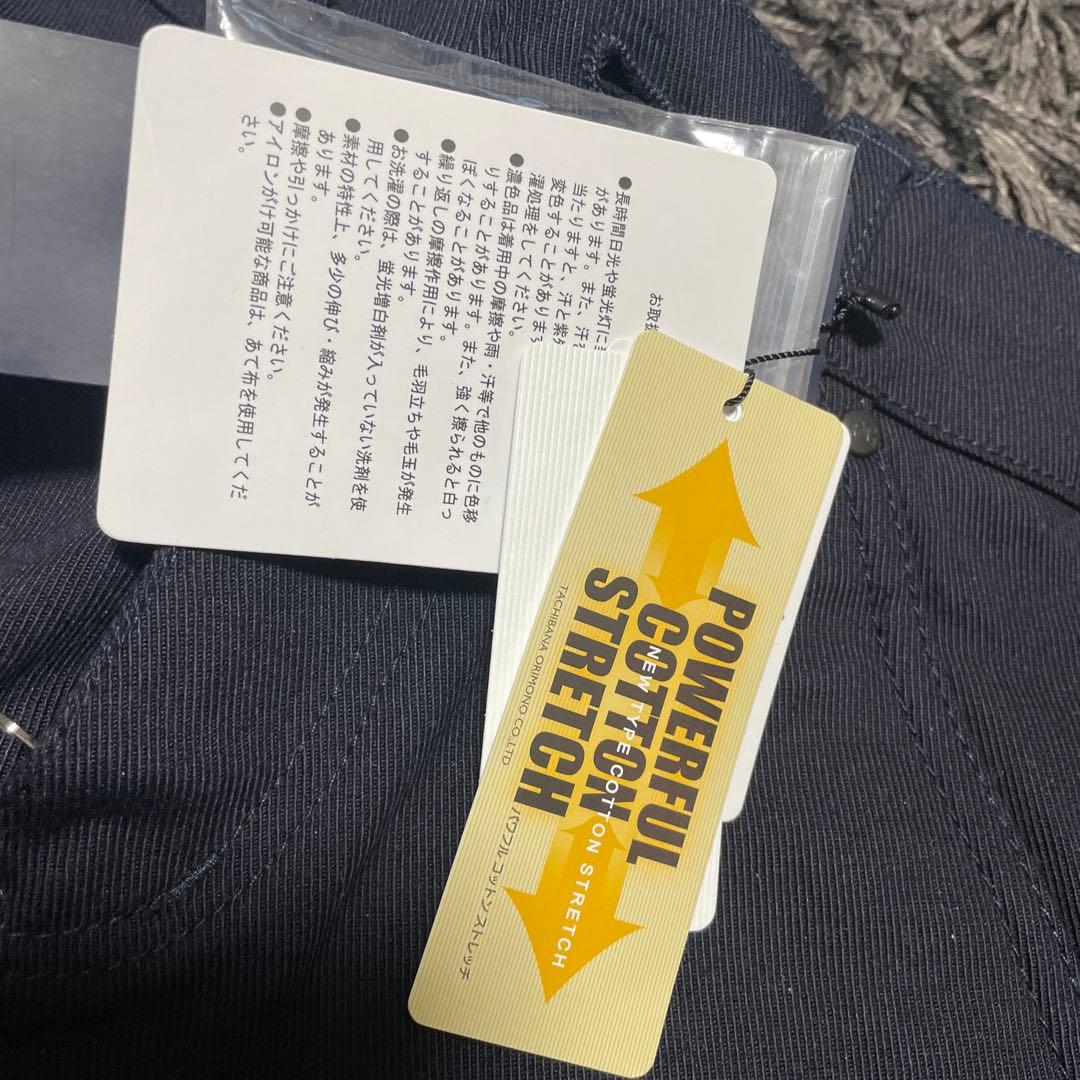 お取扱
●長時間日光や蛍光灯に
があります。また、汗
当たりますと、汗と紫外
変色することがありま
濯処理をしてください。
●濃色品は着用中の摩擦や雨・汗等で他のものに色移
りすることがあります。また、強く擦られると白っ
ぽくなることがあります。
●繰り返しの摩擦作用により、毛羽立ちや毛玉が発生
することがあります。
●お洗濯の際は、蛍光増白剤が入っていない洗剤を使
用してください。
●素材の特性上、多少の伸び・縮みが発生することが
あります。
●摩擦や引っかけにご注意ください。
●アイロンがけ可能な商品は、あて布を使用してくだ
さい。
POWERFUL
COTTON
STRETCH
NEW TYPE COTTON STRETCH
TACHIBANA ORIMONO CO.,LTD
パワフルコットンストレッチ